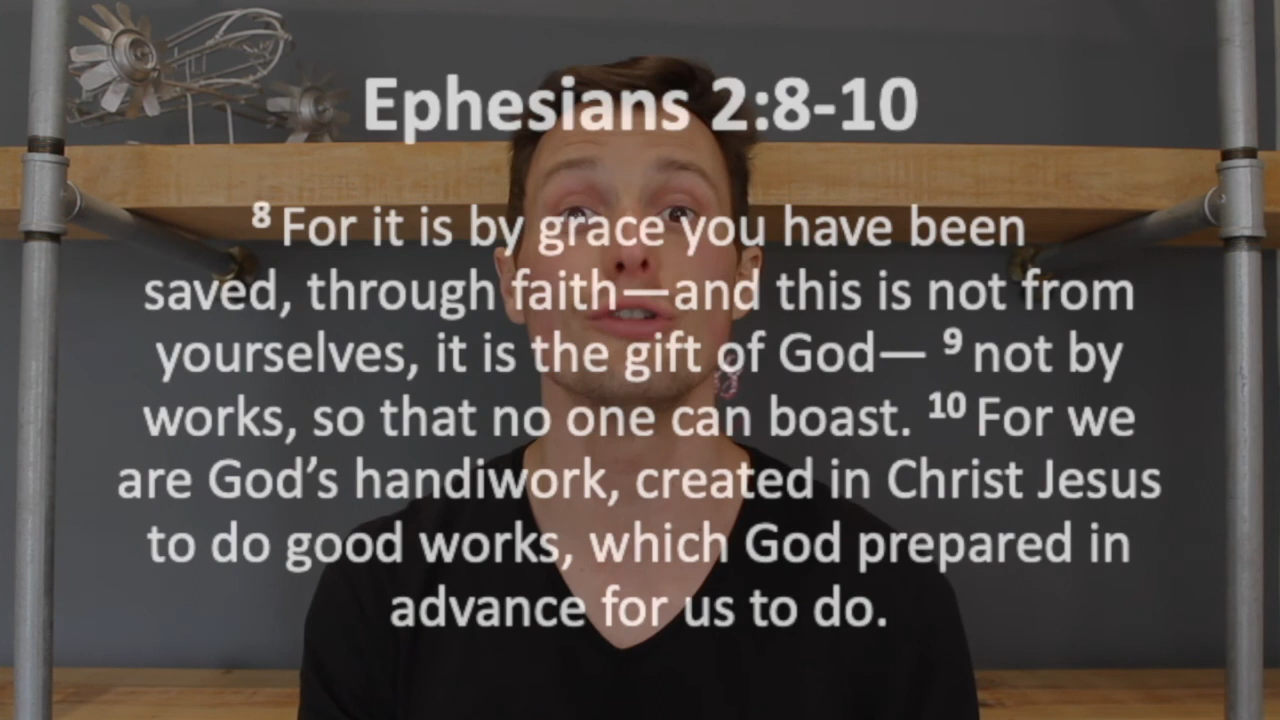 Ephesians 2:8-10
8 For it is by grace you have been
saved, through faith—and this is not from
yourselves, it is the gift of God— 9 not by
works, so that no one can boast. 10 For we
are God’s handiwork, created in Christ Jesus
to do good works, which God prepared in
advance for us to do.